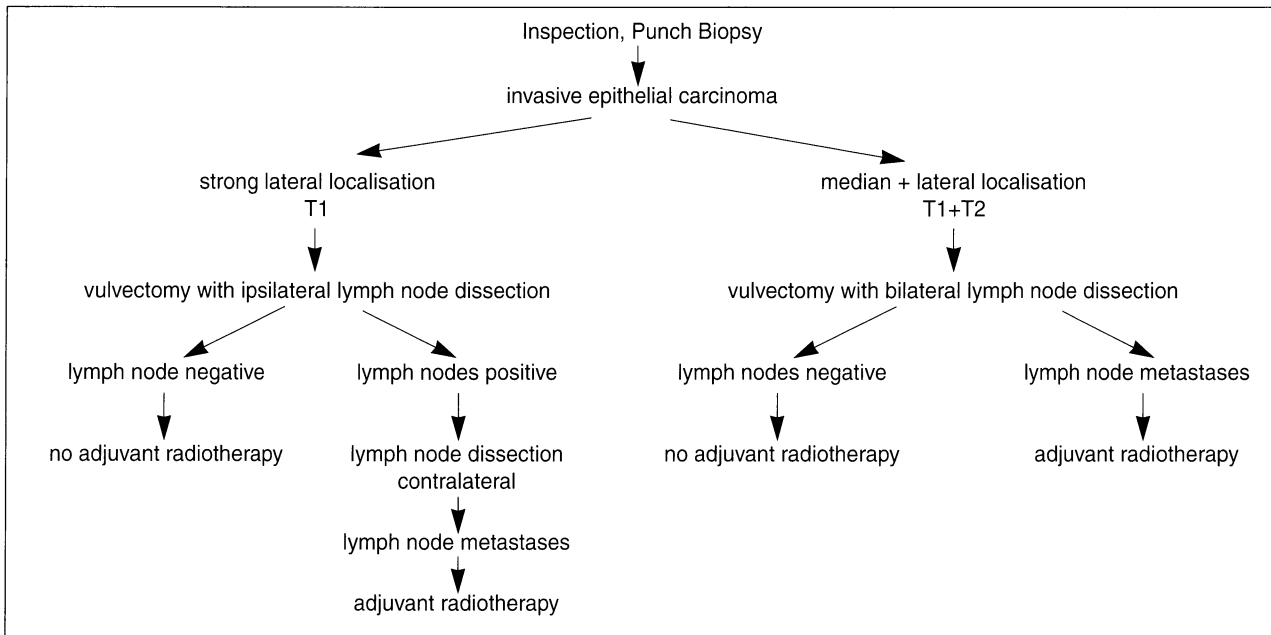 Inspection, Punch Biopsy
invasive epithelial carcinoma
strong lateral localisation
T1
median + lateral localisation
T1+T2
vulvectomy with ipsilateral lymph node dissection
vulvectomy with bilateral lymph node dissection
lymph node negative
lymph nodes positive
lymph nodes negative
lymph node metastases
no adjuvant radiotherapy
lymph node dissection
contralateral
no adjuvant radiotherapy
adjuvant radiotherapy
lymph node metastases
adjuvant radiotherapy